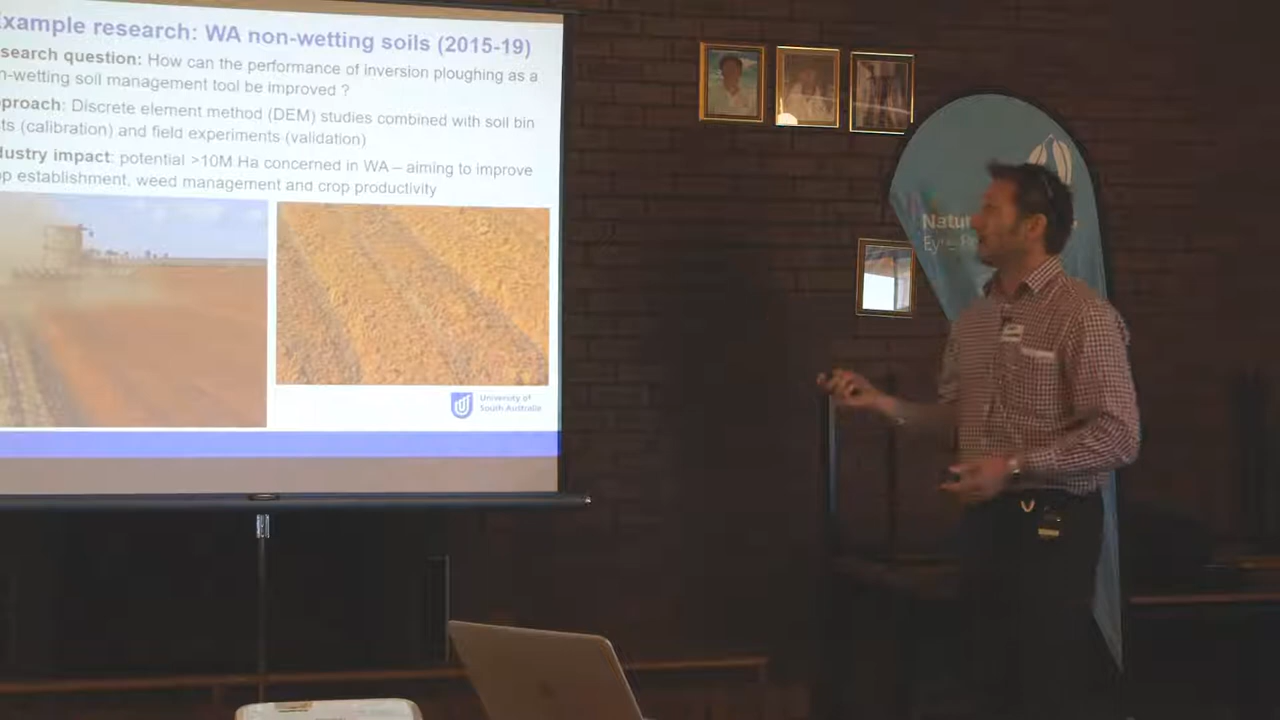 xample research: WA non-wetting soils (2015-19)
search question: How can the performance of inversion ploughing as a
n-wetting soil management tool be improved ?
proach: Discrete element method (DEM) studies combined with soil bin
ts (calibration) and field experiments (validation)
dustry impact: potential >10M Ha concerned in WA – aiming to improve
op establishment, weed management and crop productivity
University of
South Australia
Natur
Ey